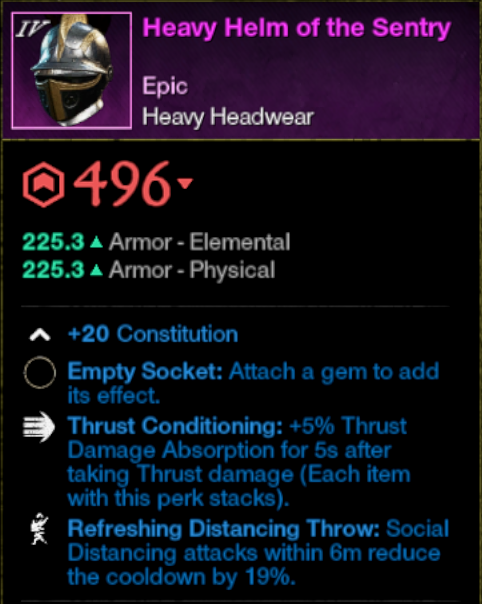 IV
Heavy Helm of the Sentry
Epic
Heavy Headwear
496
225.3 Armor - Elemental
225.3 Armor - Physical
+20 Constitution
Empty Socket: Attach a gem to add
its effect.
Thrust Conditioning: +5% Thrust
Damage Absorption for 5s after
taking Thrust damage (Each item
with this perk stacks).
Refreshing Distancing Throw: Social
Distancing attacks within 6m reduce
the cooldown by 19%.